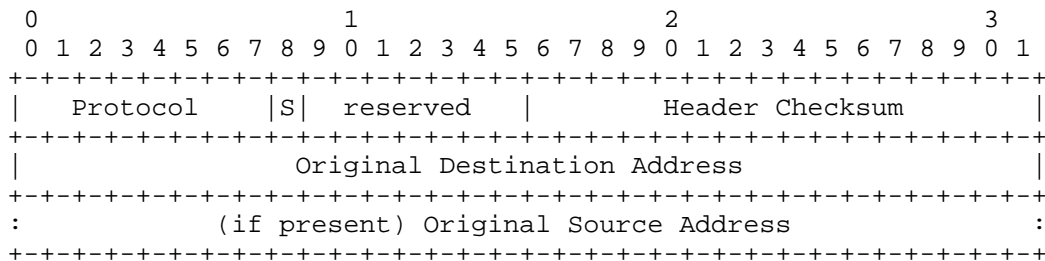 0                   1                   2                   3
 0 1 2 3 4 5 6 7 8 9 0 1 2 3 4 5 6 7 8 9 0 1 2 3 4 5 6 7 8 9 0 1
+-+-+-+-+-+-+-+-+-+-+-+-+-+-+-+-+-+-+-+-+-+-+-+-+-+-+-+-+-+-+-+-+
|   Protocol    |S|  reserved   |        Header Checksum        |
+-+-+-+-+-+-+-+-+-+-+-+-+-+-+-+-+-+-+-+-+-+-+-+-+-+-+-+-+-+-+-+-+
|                 Original Destination Address                  |
+-+-+-+-+-+-+-+-+-+-+-+-+-+-+-+-+-+-+-+-+-+-+-+-+-+-+-+-+-+-+-+-+
:            (if present) Original Source Address               :
+-+-+-+-+-+-+-+-+-+-+-+-+-+-+-+-+-+-+-+-+-+-+-+-+-+-+-+-+-+-+-+-+